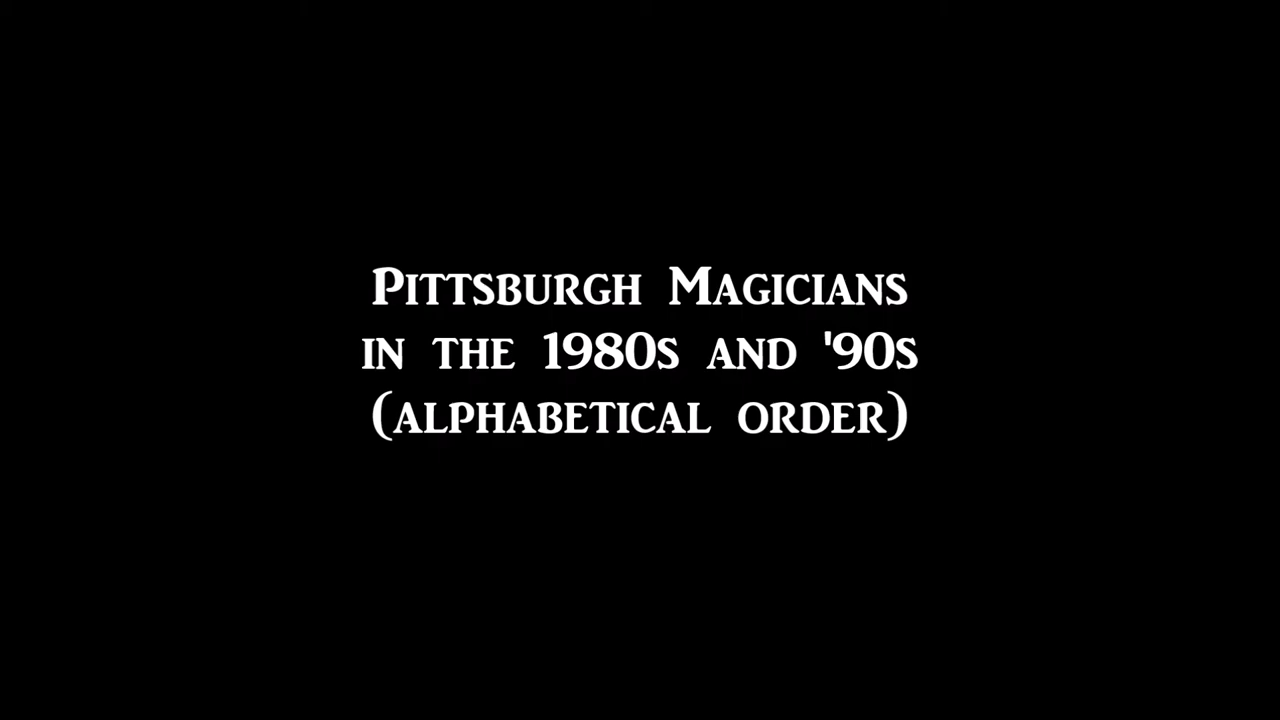 Pittsburgh Magicians
in the 1980s and '90s
(alphabetical order)